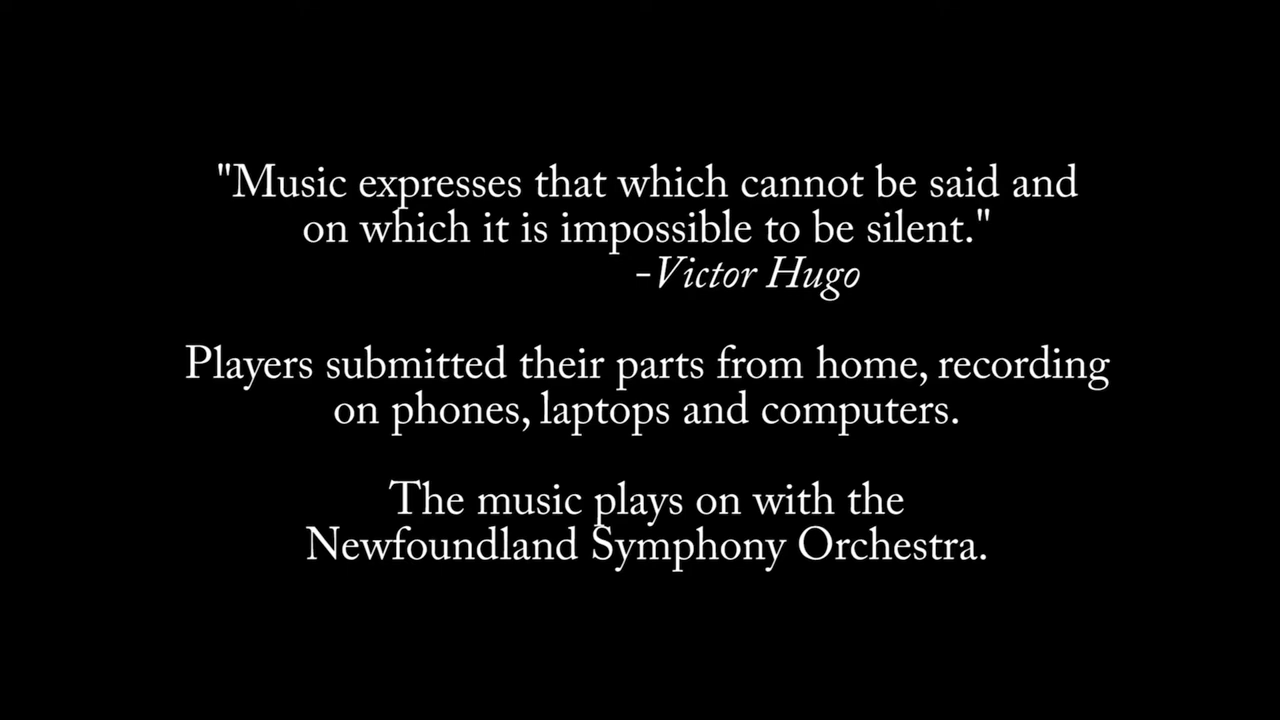 "Music expresses that which cannot be said and
on which it is impossible to be silent."
-Victor Hugo
Players submitted their parts from home, recording
on phones, laptops and computers.
The music plays on with the
Newfoundland Symphony Orchestra.